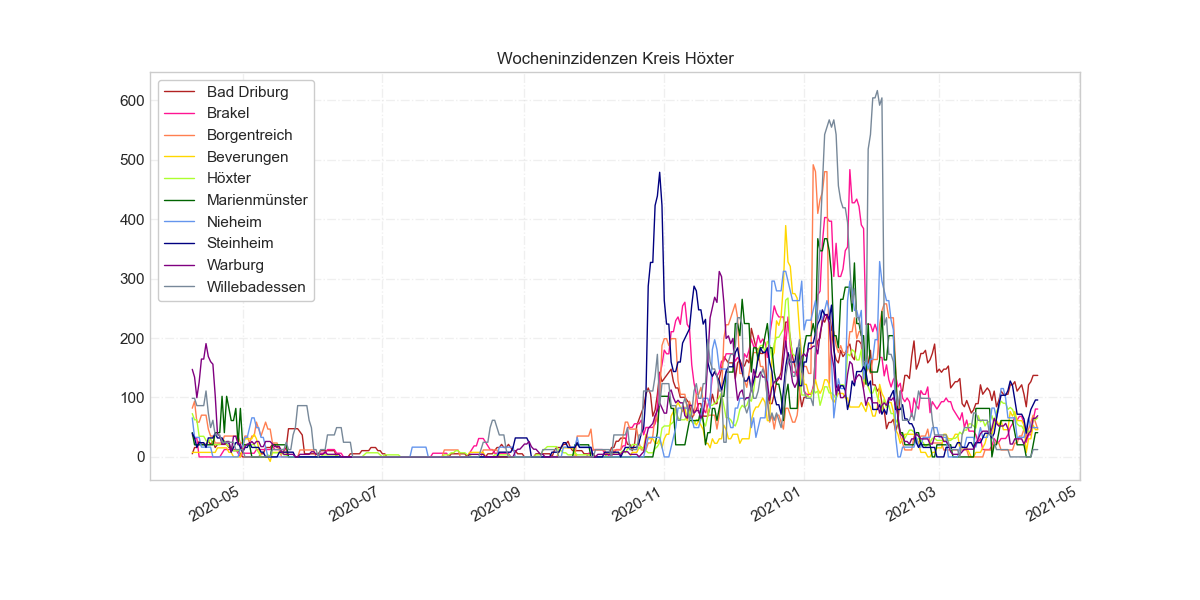 Wocheninzidenzen Kreis Höxter
Bad Driburg
Brakel
Borgentreich
Beverungen
Höxter
Marienmünster
Nieheim
Steinheim
Warburg
Willebadessen
600
500
400
300
200
100
0
2020-05
2020-07
2020-09
2020-11
2021-01
2021-03
2021-05